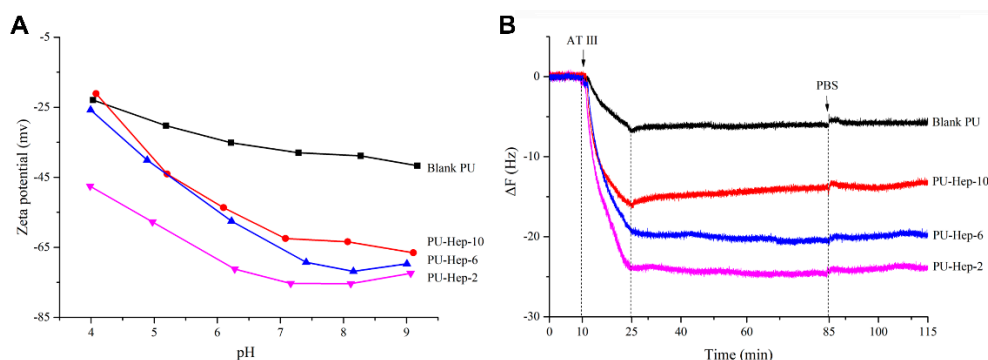 A
-5
-25
-45
-65
-85
Zeta potential (mv)
4 5 6 7 8 9
pH
Blank PU
PU-Hep-10
PU-Hep-6
PU-Hep-2
B
AT III
PBS
0
-10
-20
-30
ΔF (Hz)
0 10 25 40 60 85 100 115
Time (min)
Blank PU
PU-Hep-10
PU-Hep-6
PU-Hep-2